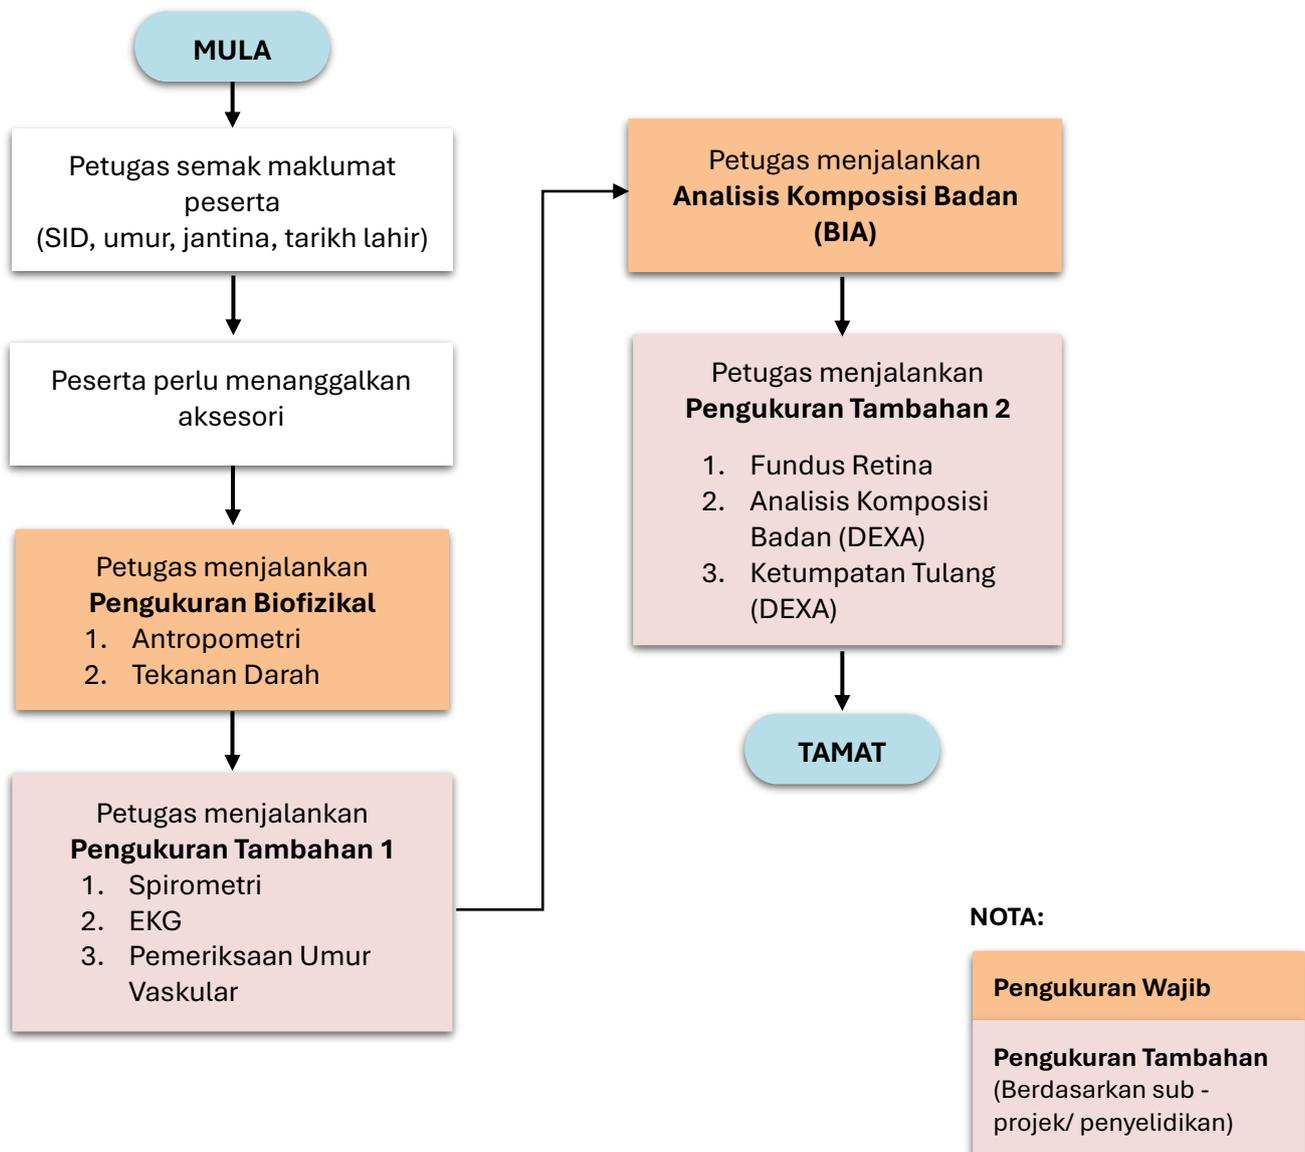 MULA
Petugas semak maklumat
peserta
(SID, umur, jantina, tarikh lahir)
Peserta perlu menanggalkan
aksesori
Petugas menjalankan
Pengukuran Biofizikal
1. Antropometri
2. Tekanan Darah
Petugas menjalankan
Pengukuran Tambahan 1
1. Spirometri
2. EKG
3. Pemeriksaan Umur
Vaskular
Petugas menjalankan
Analisis Komposisi Badan
(BIA)
Petugas menjalankan
Pengukuran Tambahan 2
1. Fundus Retina
2. Analisis Komposisi
Badan (DEXA)
3. Ketumpatan Tulang
(DEXA)
TAMAT
NOTA:
Pengukuran Wajib
Pengukuran Tambahan
(Berdasarkan sub -
projek/ penyelidikan)